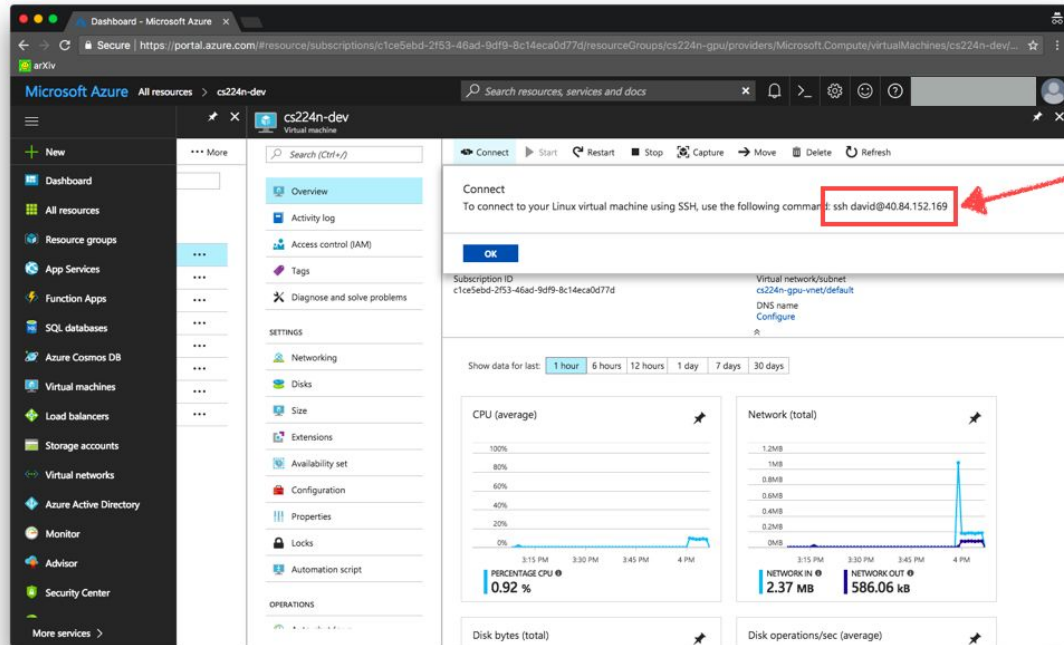 Dashboard - Microsoft Azure
Secure https://portal.azure.com/#resource/subscriptions/c1ce5ebd-2f53-46ad-9df9-8c14eca0d77d/resourceGroups/cs224n-gpu/providers/Microsoft.Compute/virtualMachines/cs224n-dev/...
arXiv
Microsoft Azure All resources > cs224n-dev
Search resources, services and docs
cs224n-dev
Virtual machine
New
Dashboard
All resources
Resource groups
App Services
Function Apps
SQL databases
Azure Cosmos DB
Virtual machines
Load balancers
Storage accounts
Virtual networks
Azure Active Directory
Monitor
Advisor
Security Center
More services >
... More
Search (Ctrl+/)
Overview
Activity log
Access control (IAM)
Tags
Diagnose and solve problems
SETTINGS
Networking
Disks
Size
Extensions
Availability set
Configuration
Properties
Locks
Automation script
OPERATIONS
Connect Start Restart Stop Capture Move Delete Refresh
Connect
To connect to your Linux virtual machine using SSH, use the following command: ssh david@40.84.152.169
OK
Subscription ID
c1ce5ebd-2f53-46ad-9df9-8c14eca0d77d
Virtual network/subnet
cs224n-gpu-vnet/default
DNS name
Configure
Show data for last: 1 hour 6 hours 12 hours 1 day 7 days 30 days
CPU (average)
100%
80%
60%
40%
20%
0%
3:15 PM 3:30 PM 3:45 PM 4 PM
PERCENTAGE CPU
0.92 %
Network (total)
1.2MB
1MB
0.8MB
0.6MB
0.4MB
0.2MB
0MB
3:15 PM 3:30 PM 3:45 PM 4 PM
NETWORK IN NETWORK OUT
2.37 MB 586.06 kB
Disk bytes (total)
Disk operations/sec (average)